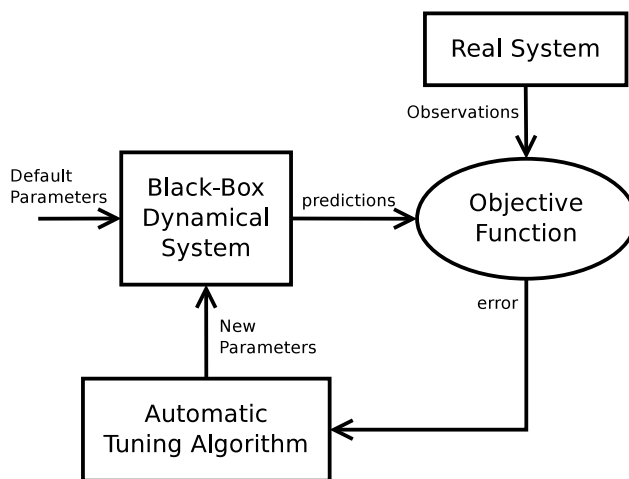 Real System
Observations
Default
Parameters
Black-Box
Dynamical
System
predictions
Objective
Function
error
New
Parameters
Automatic
Tuning Algorithm